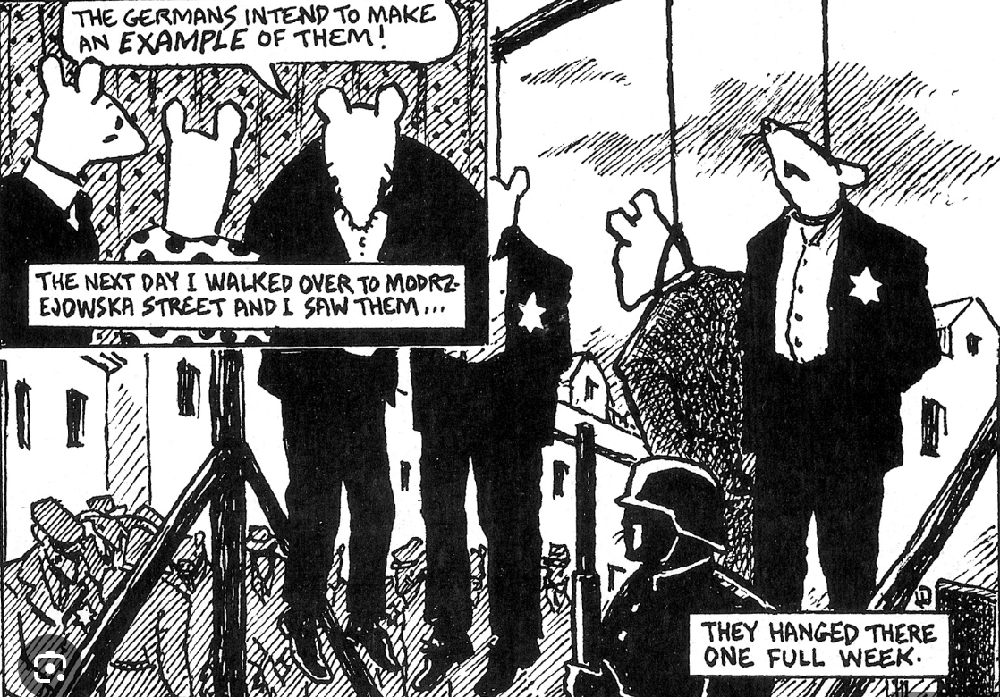 THE GERMANS INTEND TO MAKE
AN EXAMPLE OF THEM!
THE NEXT DAY I WALKED OVER TO MODRZ-
EJOWSKA STREET AND I SAW THEM...
THEY HANGED THERE
ONE FULL WEEK.